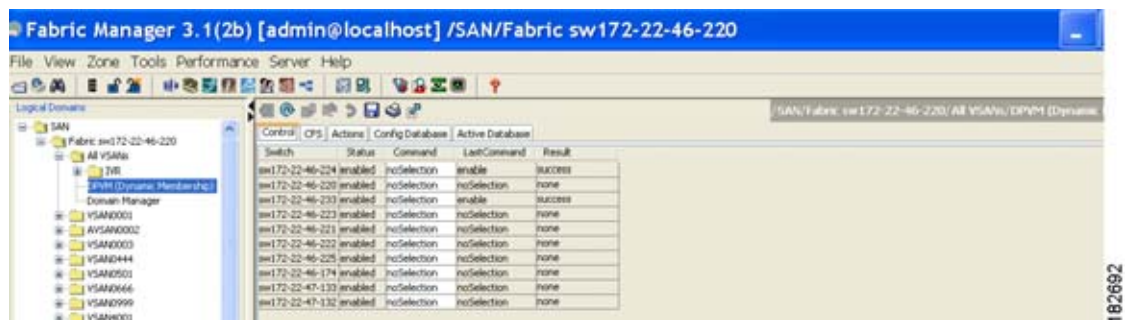 Fabric Manager 3.1(2b) [admin@localhost] /SAN/Fabric sw172-22-46-220
File View Zone Tools Performance Server Help
Logical Domains
/SAN/Fabric sw172-22-46-220/All VSANs/DPVM (Dynamic
SAN
Fabric sw172-22-46-220
All VSANs
IVR
DPVM (Dynamic Membership)
Domain Manager
VSAN0001
AVSAN0002
VSAN0003
VSAN0444
VSAN0501
VSAN0666
VSAN0999
VSAN4001
Control CFS Actions Config Database Active Database
Switch Status Command LastCommand Result
sw172-22-46-224 enabled noSelection enable success
sw172-22-46-220 enabled noSelection noSelection none
sw172-22-46-233 enabled noSelection enable success
sw172-22-46-223 enabled noSelection noSelection none
sw172-22-46-221 enabled noSelection noSelection none
sw172-22-46-222 enabled noSelection noSelection none
sw172-22-46-225 enabled noSelection noSelection none
sw172-22-46-174 enabled noSelection noSelection none
sw172-22-47-133 enabled noSelection noSelection none
sw172-22-47-132 enabled noSelection noSelection none
182692